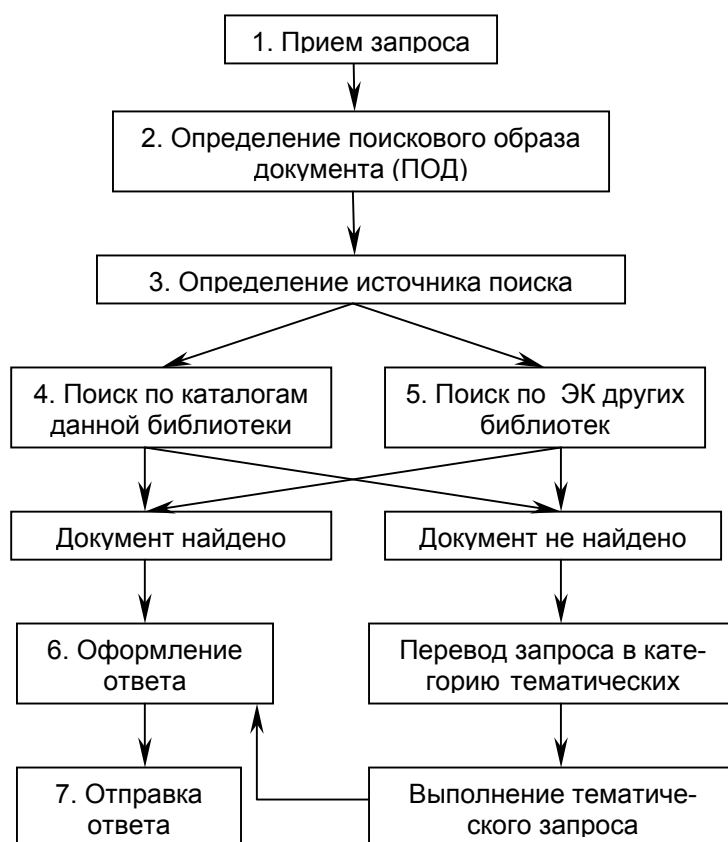 1. Прием запроса
2. Определение поискового образа
документа (ПОД)
3. Определение источника поиска
4. Поиск по каталогам
данной библиотеки
5. Поиск по ЭК других
библиотек
Документ найдено
Документ не найдено
6. Оформление
ответа
Перевод запроса в кате-
горию тематических
7. Отправка
ответа
Выполнение тематиче-
ского запроса